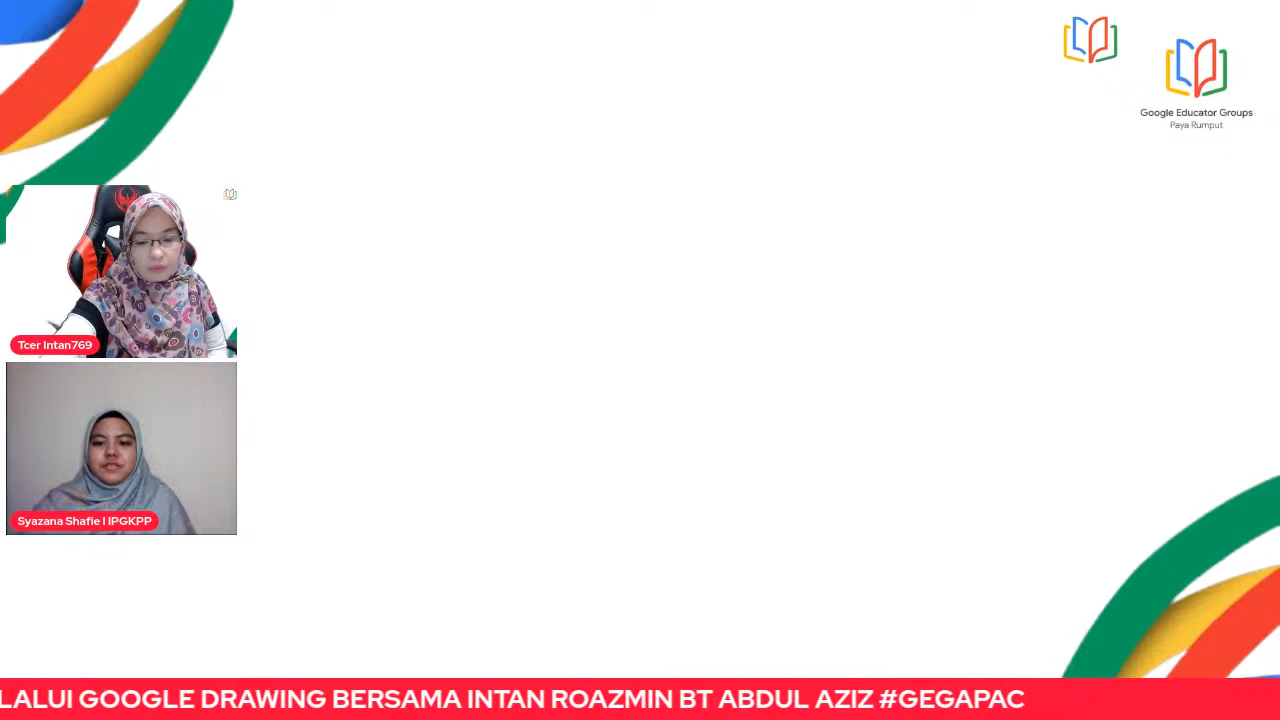 Google Educator Groups
Paya Rumput
Tcer Intan769
Syazana Shafie I IPGKPP
LALUI GOOGLE DRAWING BERSAMA INTAN ROAZMIN BT ABDUL AZIZ #GEGAPAC